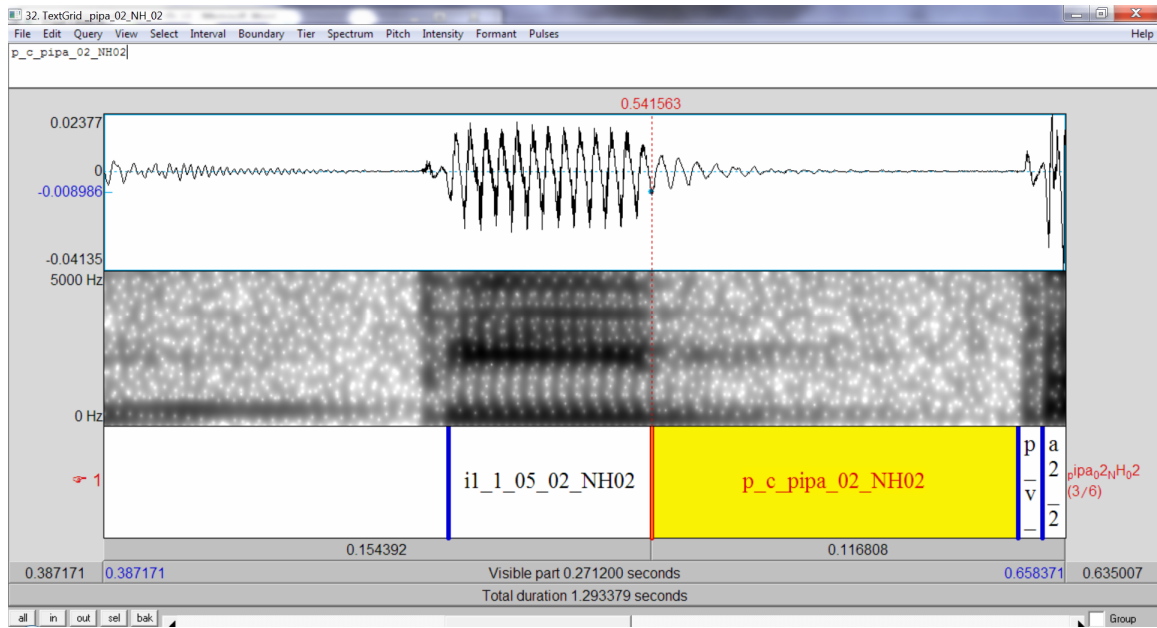 32. TextGrid _pipa_02_NH_02
File Edit Query View Select Interval Boundary Tier Spectrum Pitch Intensity Formant Pulses Help
p_c_pipa_02_NH02
0.541563
0.02377
0
-0.008986
-0.04135
5000 Hz
0 Hz
☞ 1
i1_1_05_02_NH02
p_c_pipa_02_NH02
p_v_
a2_2
pipa02NH02
(3/6)
0.154392 0.116808
0.387171 0.387171 Visible part 0.271200 seconds 0.658371 0.635007
Total duration 1.293379 seconds
all in out sel bak Group